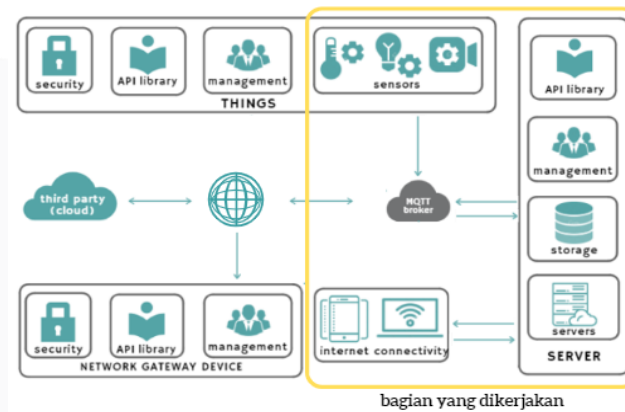 security
API library
management
sensors
THINGS
API library
management
storage
servers
SERVER
third party
(cloud)
MQTT
broker
security
API library
management
NETWORK GATEWAY DEVICE
internet connectivity
bagian yang dikerjakan